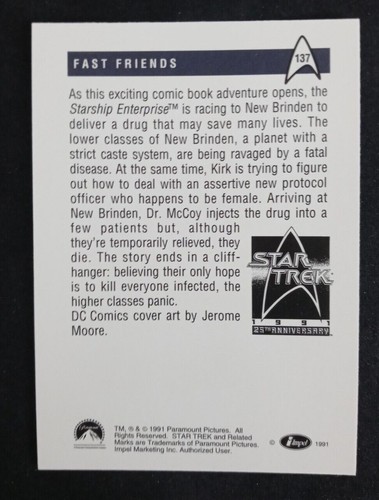 137
FAST FRIENDS
As this exciting comic book adventure opens, the
Starship Enterprise™ is racing to New Brinden to
deliver a drug that may save many lives. The
lower classes of New Brinden, a planet with a
strict caste system, are being ravaged by a fatal
disease. At the same time, Kirk is trying to figure
out how to deal with an assertive new protocol
officer who happens to be female. Arriving at
New Brinden, Dr. McCoy injects the drug into a
few patients but, although
they're temporarily relieved, they
die. The story ends in a cliff-
hanger: believing their only hope
is to kill everyone infected, the
higher classes panic.
DC Comics cover art by Jerome
Moore.
STAR
TREK
1991
25TH ANNIVERSARY
Paramount
TM, ® & © 1991 Paramount Pictures. All
Rights Reserved. STAR TREK and Related
Marks are Trademarks of Paramount Pictures.
Impel Marketing Inc. Authorized User.
© Impel 1991